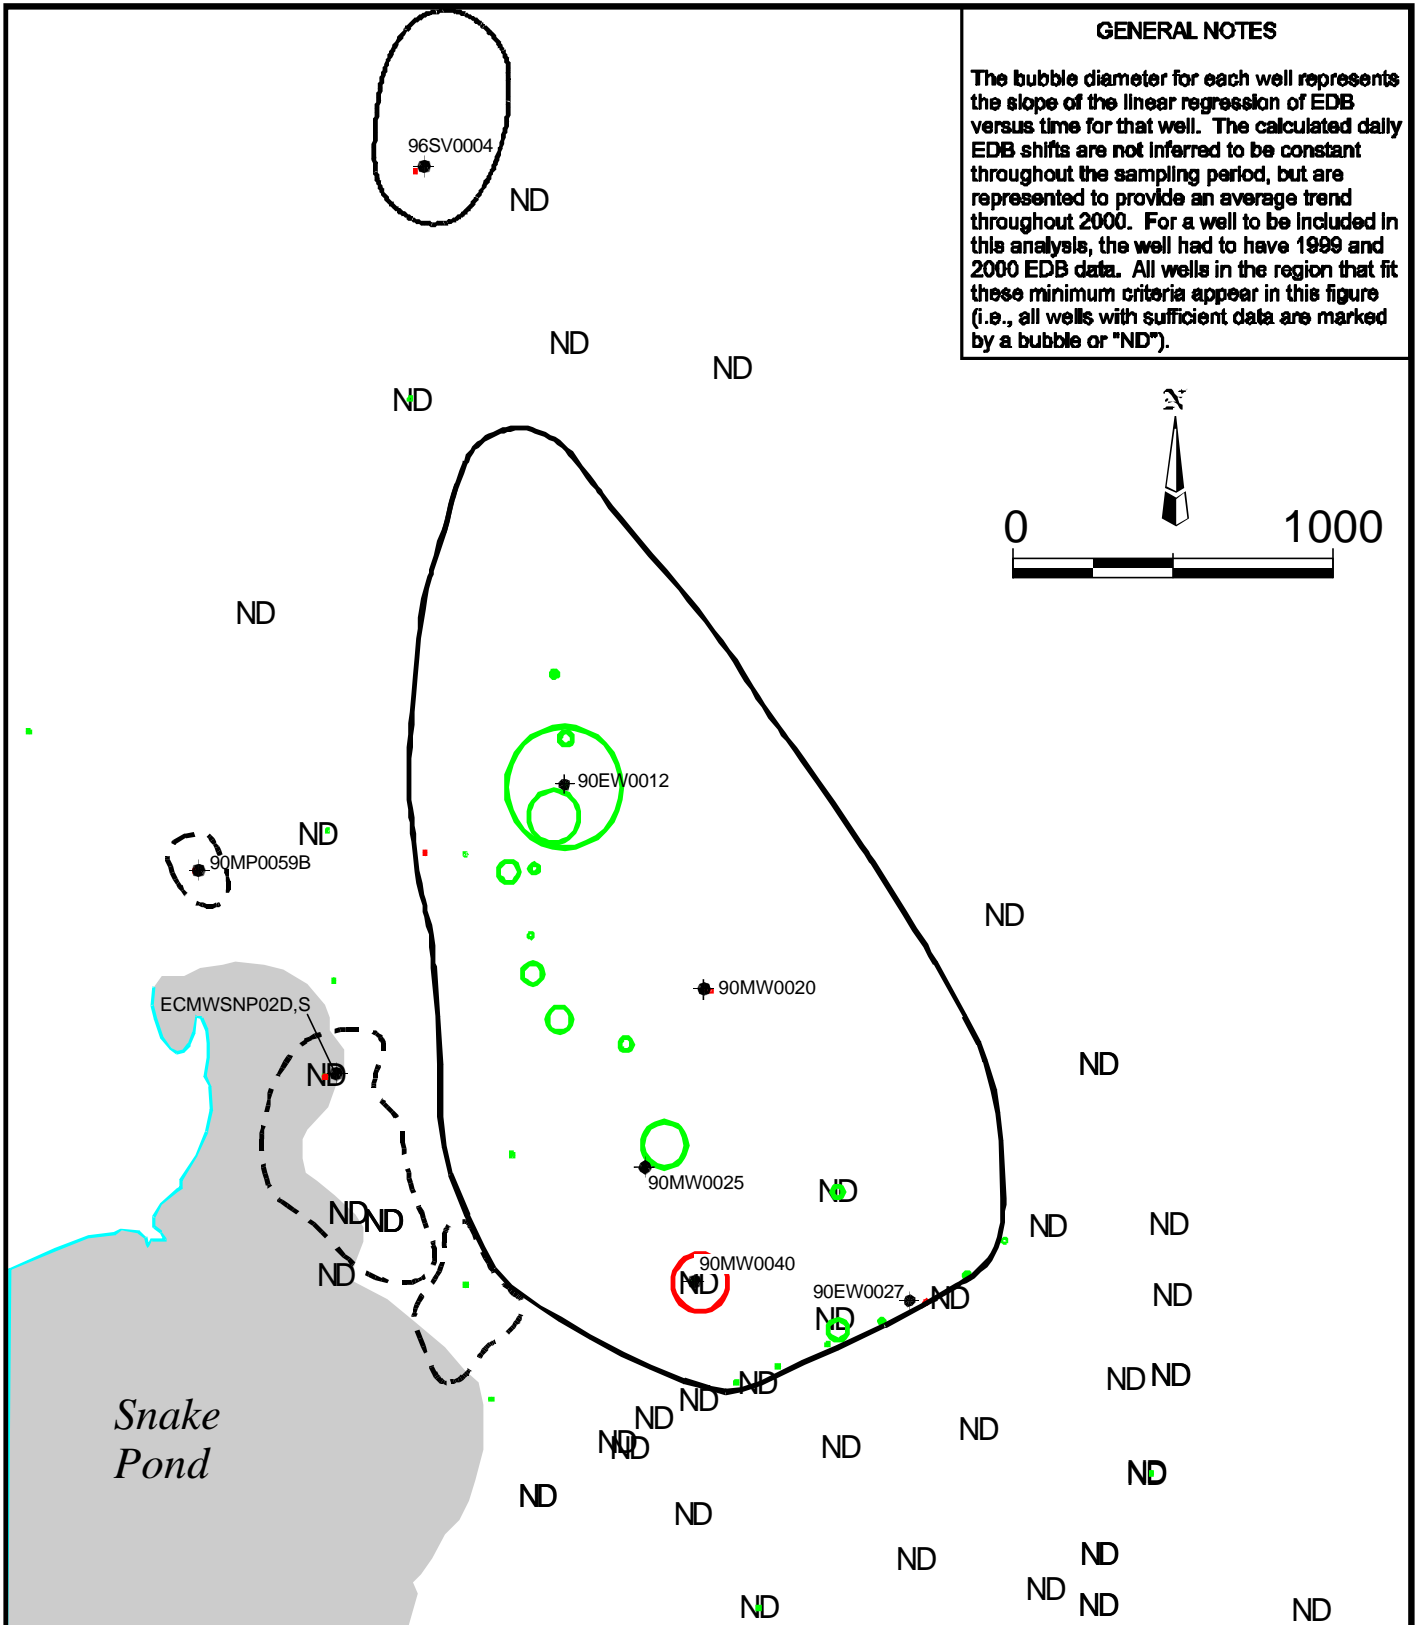 GENERAL NOTES
The bubble diameter for each well represents
the slope of the linear regression of EDB
versus time for that well. The calculated daily
EDB shifts are not inferred to be constant
throughout the sampling period, but are
represented to provide an average trend
throughout 2000. For a well to be included in
this analysis, the well had to have 1999 and
2000 EDB data. All wells in the region that fit
these minimum criteria appear in this figure
(i.e., all wells with sufficient data are marked
by a bubble or "ND").
96SV0004
ND
ND
ND
ND
N
0 1000
ND
90EW0012
ND
90MP0059B
ND
90MW0020
ECMWSNP02D,S
ND
ND
90MW0025
ND
ND
ND
ND
ND
ND
90MW0040
ND
90EW0027
ND
ND
ND
ND
ND
ND
ND
ND
ND
ND
ND
ND
ND
ND
Snake
Pond
ND
ND
ND
ND
ND
ND
ND
ND
ND